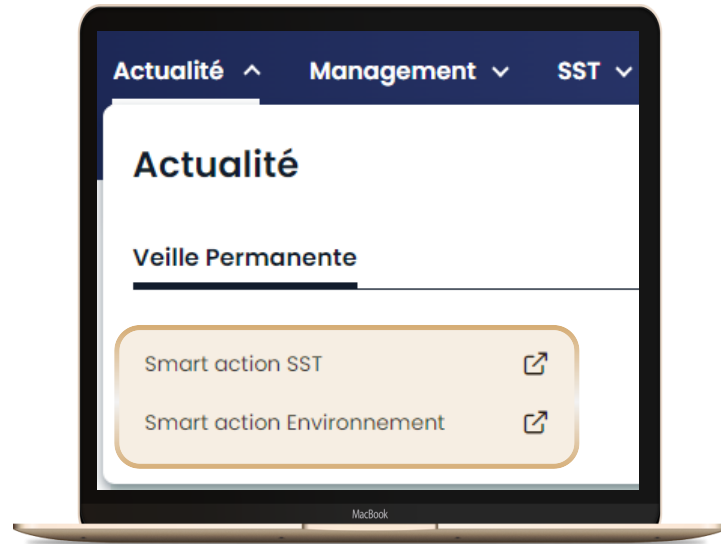 Actualité Management SST
Actualité
Veille Permanente
Smart action SST
Smart action Environnement
MacBook